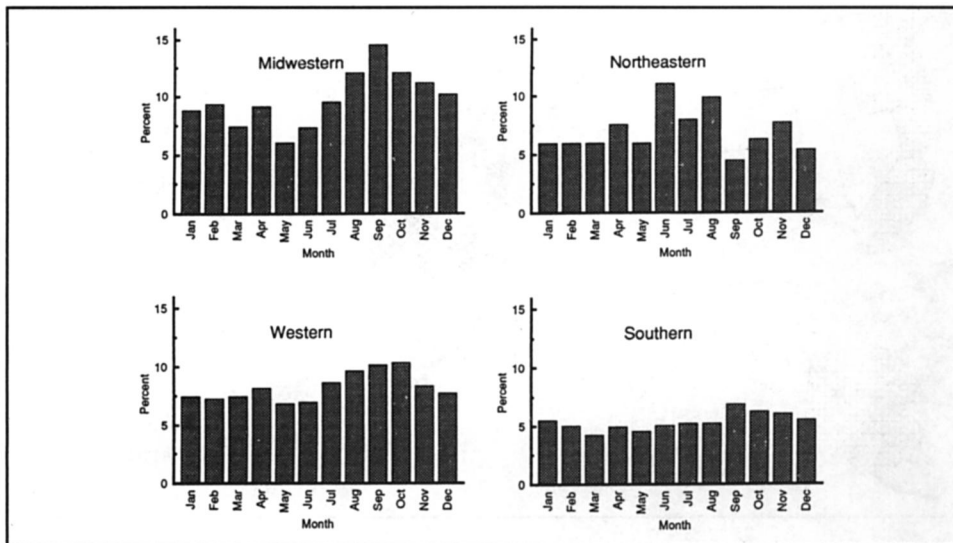 Midwestern
Percent
15
10
5
0
Jan Feb Mar Apr May Jun Jul Aug Sep Oct Nov Dec
Month
Northeastern
Percent
15
10
5
0
Jan Feb Mar Apr May Jun Jul Aug Sep Oct Nov Dec
Month
Western
Percent
15
10
5
0
Jan Feb Mar Apr May Jun Jul Aug Sep Oct Nov Dec
Month
Southern
Percent
15
10
5
0
Jan Feb Mar Apr May Jun Jul Aug Sep Oct Nov Dec
Month